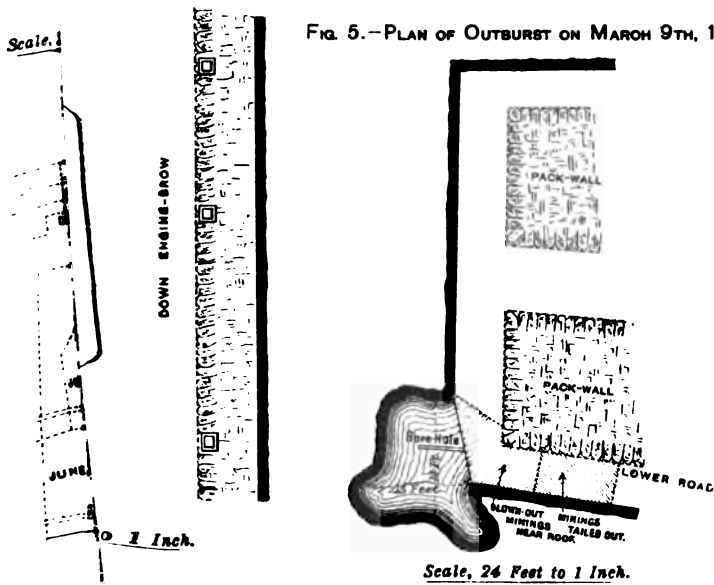 Scale,
FIG. 5.—PLAN OF OUTBURST ON MARCH 9TH, 1
DOWN ENGINE-BROW
PACK-WALL
PACK-WALL
Bore Hole
Feet
LOWER ROAD
BLOWN-OUT
MININGS
NEAR ROOF.
MININGS
TAILED OUT.
JUNE
1 Inch.
Scale, 24 Feet to 1 Inch.